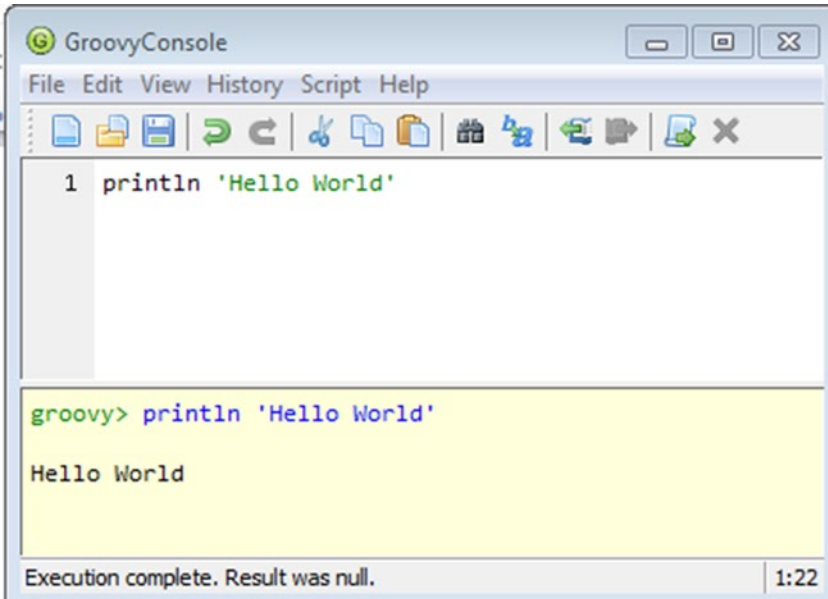 GroovyConsole
File Edit View History Script Help
1 println 'Hello World'
groovy> println 'Hello World'
Hello World
Execution complete. Result was null.
1:22